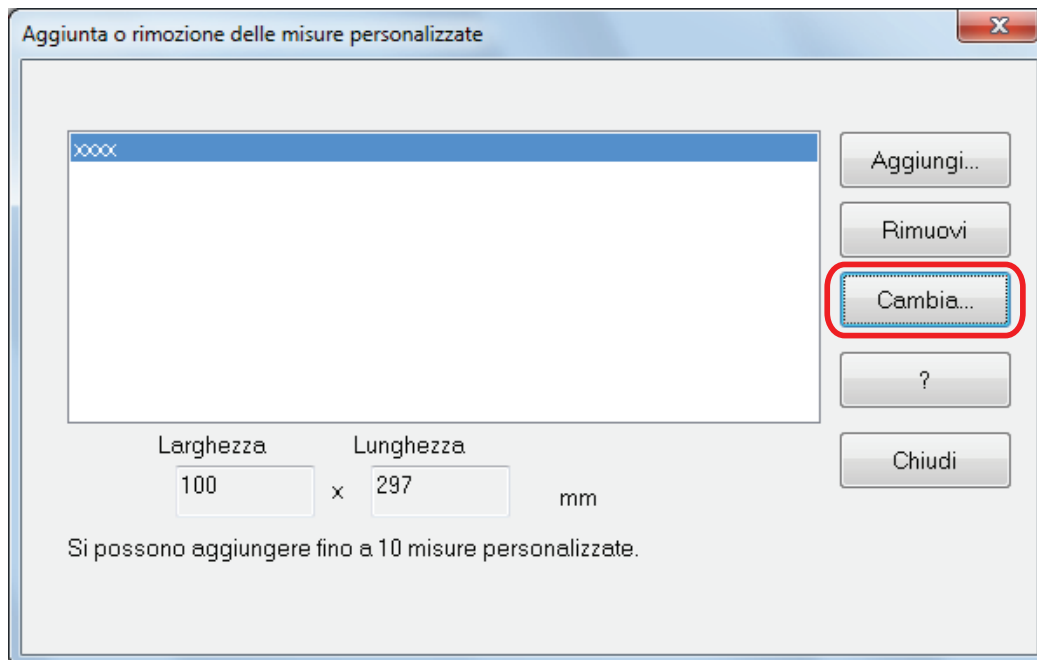 Aggiunta o rimozione delle misure personalizzate
xxxx
Aggiungi...
Rimuovi
Cambia...
?
Chiudi
Larghezza Lunghezza
100 x 297 mm
Si possono aggiungere fino a 10 misure personalizzate.